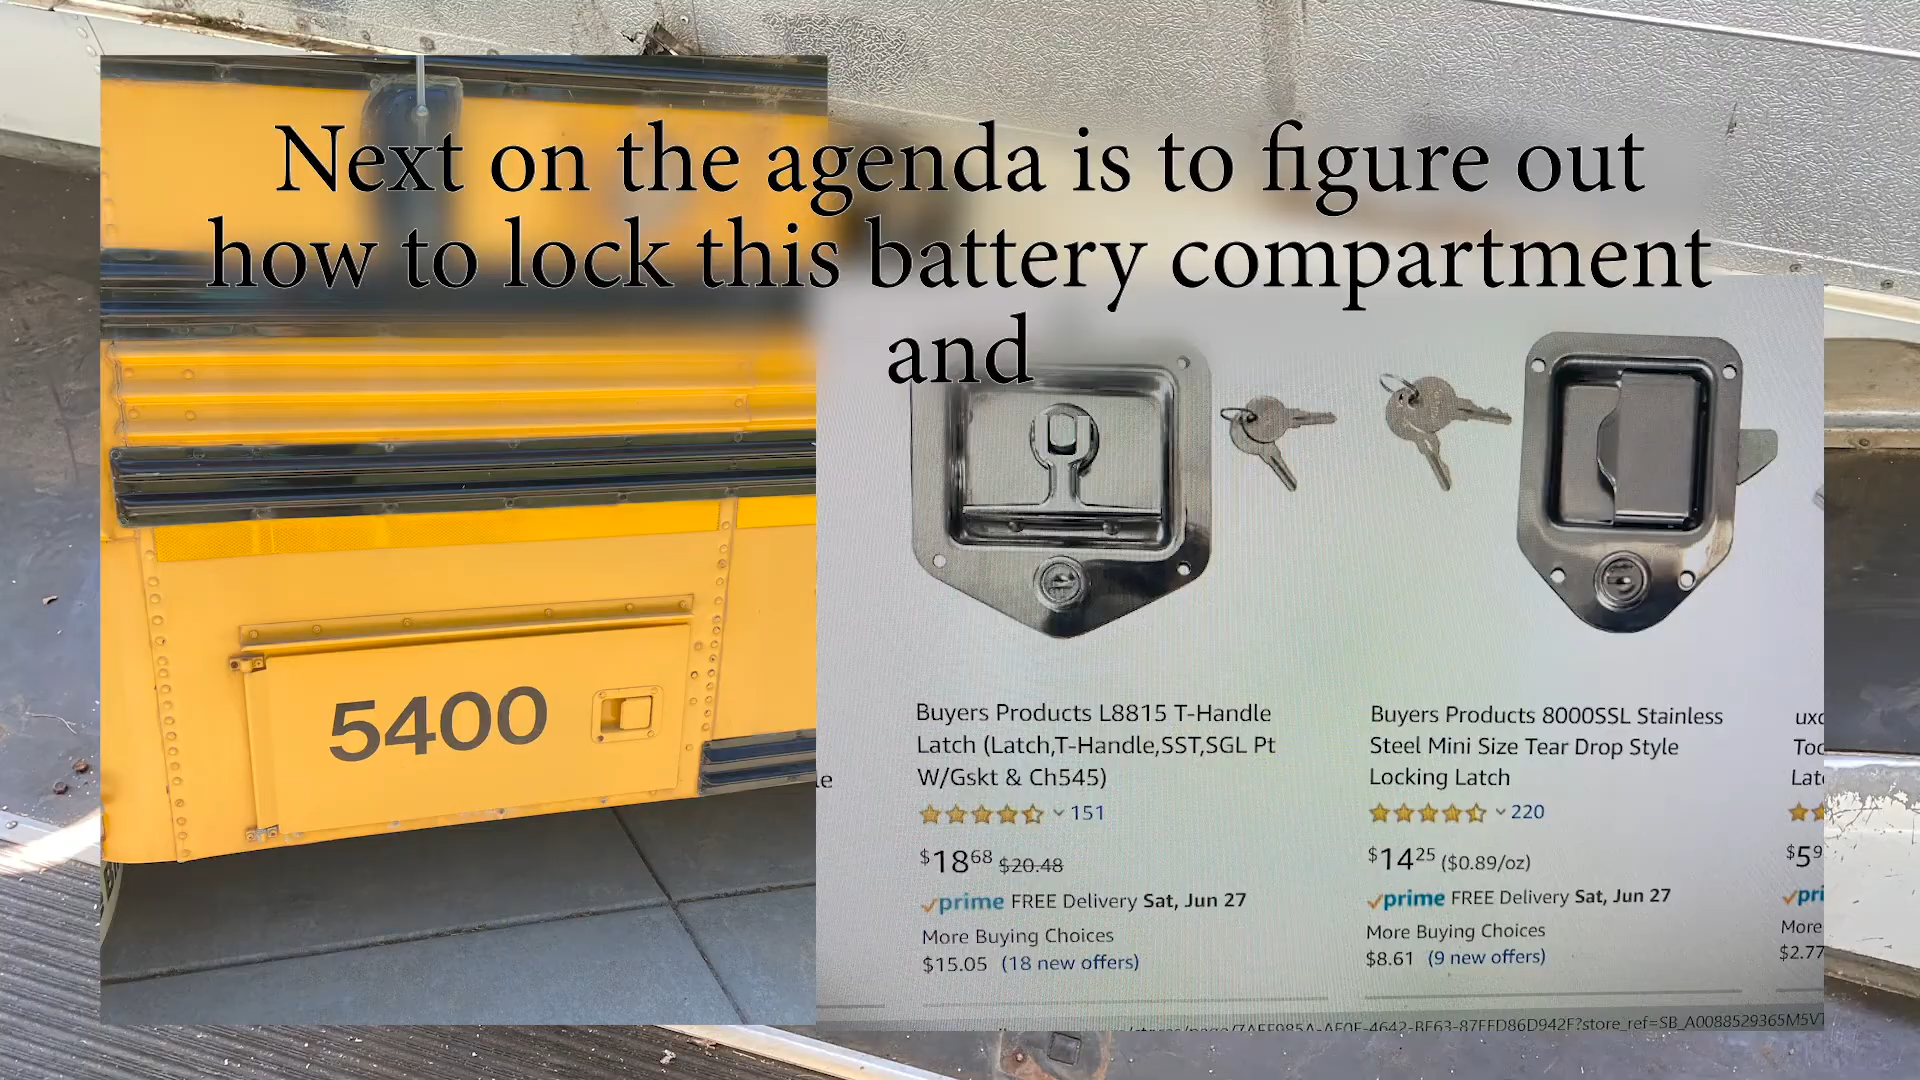 Next on the agenda is to figure out
how to lock this battery compartment
and
5400
Buyers Products L8815 T-Handle
Latch (Latch,T-Handle,SST,SGL Pt
W/Gskt & Ch545)
151
$18.68 $20.48
prime FREE Delivery Sat, Jun 27
More Buying Choices
$15.05 (18 new offers)
Buyers Products 8000SSL Stainless
Steel Mini Size Tear Drop Style
Locking Latch
220
$14.25 ($0.89/oz)
prime FREE Delivery Sat, Jun 27
More Buying Choices
$8.61 (9 new offers)
More
$2.77